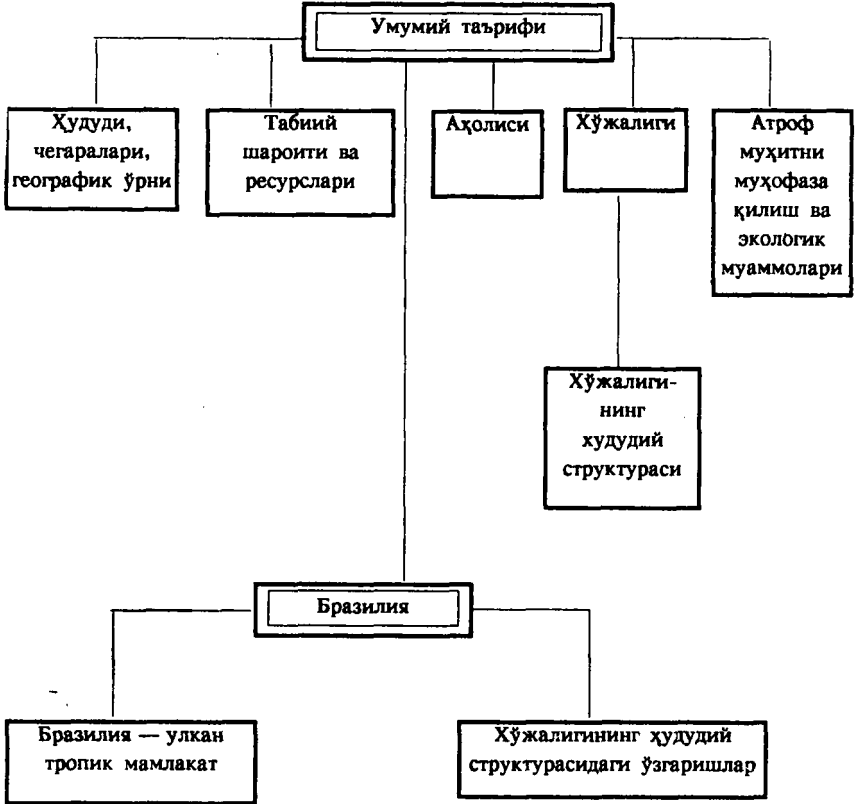 Умумий таърифи
Ҳудуди,
чегаралари,
географик ўрни
Табиий
шароити ва
ресурслари
Аҳолиси
Хўжалиги
Атроф
муҳитни
муҳофаза
қилиш ва
экологик
муаммолари
Хўжалиги-
нинг
худудий
структураси
Бразилия
Бразилия — улкан
тропик мамлакат
Хўжалигининг ҳудудий
структурасидаги ўзгаришлар